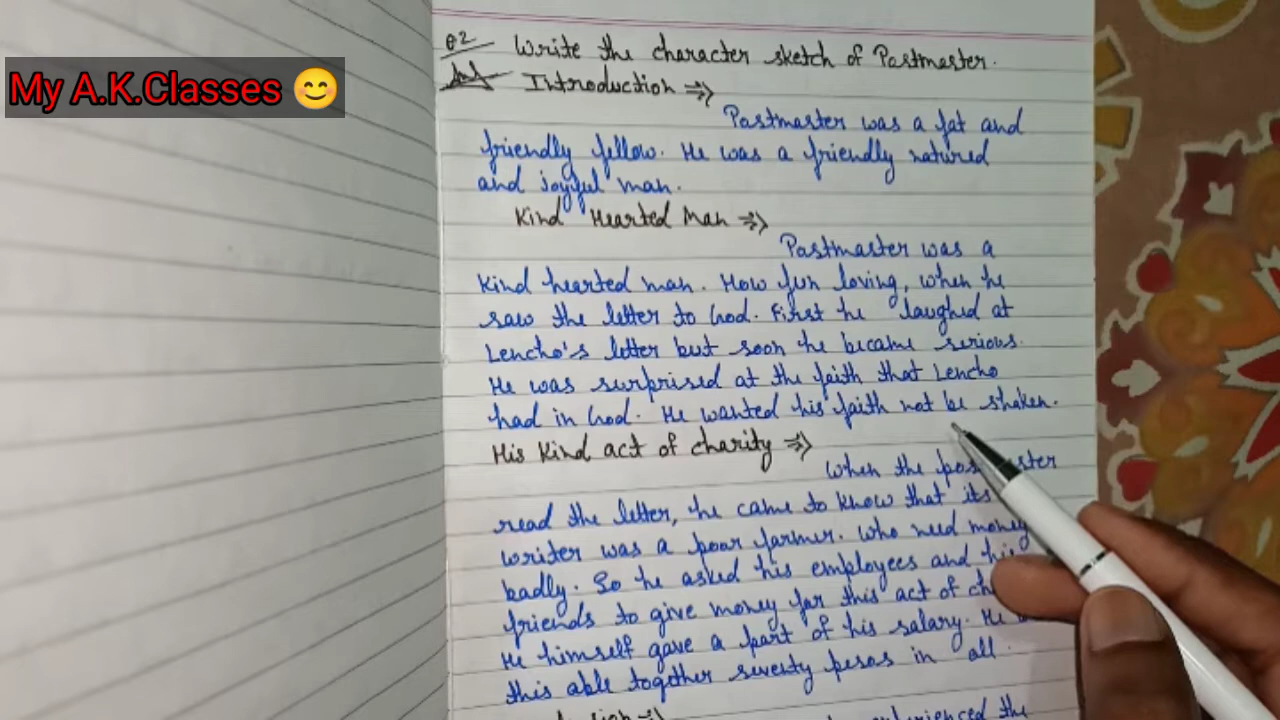 My A.K.Classes 😊
Q2 Write the character sketch of Postmaster.
Introduction ⇒
Postmaster was a fat and
friendly fellow. He was a friendly natured
and joyful man.
Kind Hearted Man ⇒
Postmaster was a
Kind hearted man. How fun loving, when he
saw the letter to God. First he laughed at
Lencho's letter but soon he became serious.
He was surprised at the faith that Lencho
had in God. He wanted his faith not be shaken.
His Kind act of charity ⇒
When the
read the letter, he came to know that its
writer was a poor farmer. Who need money
badly. So he asked his employees and his
friends to give money for this act of
He himself gave a part of his salary. He
this able together seventy pesos in all.
the